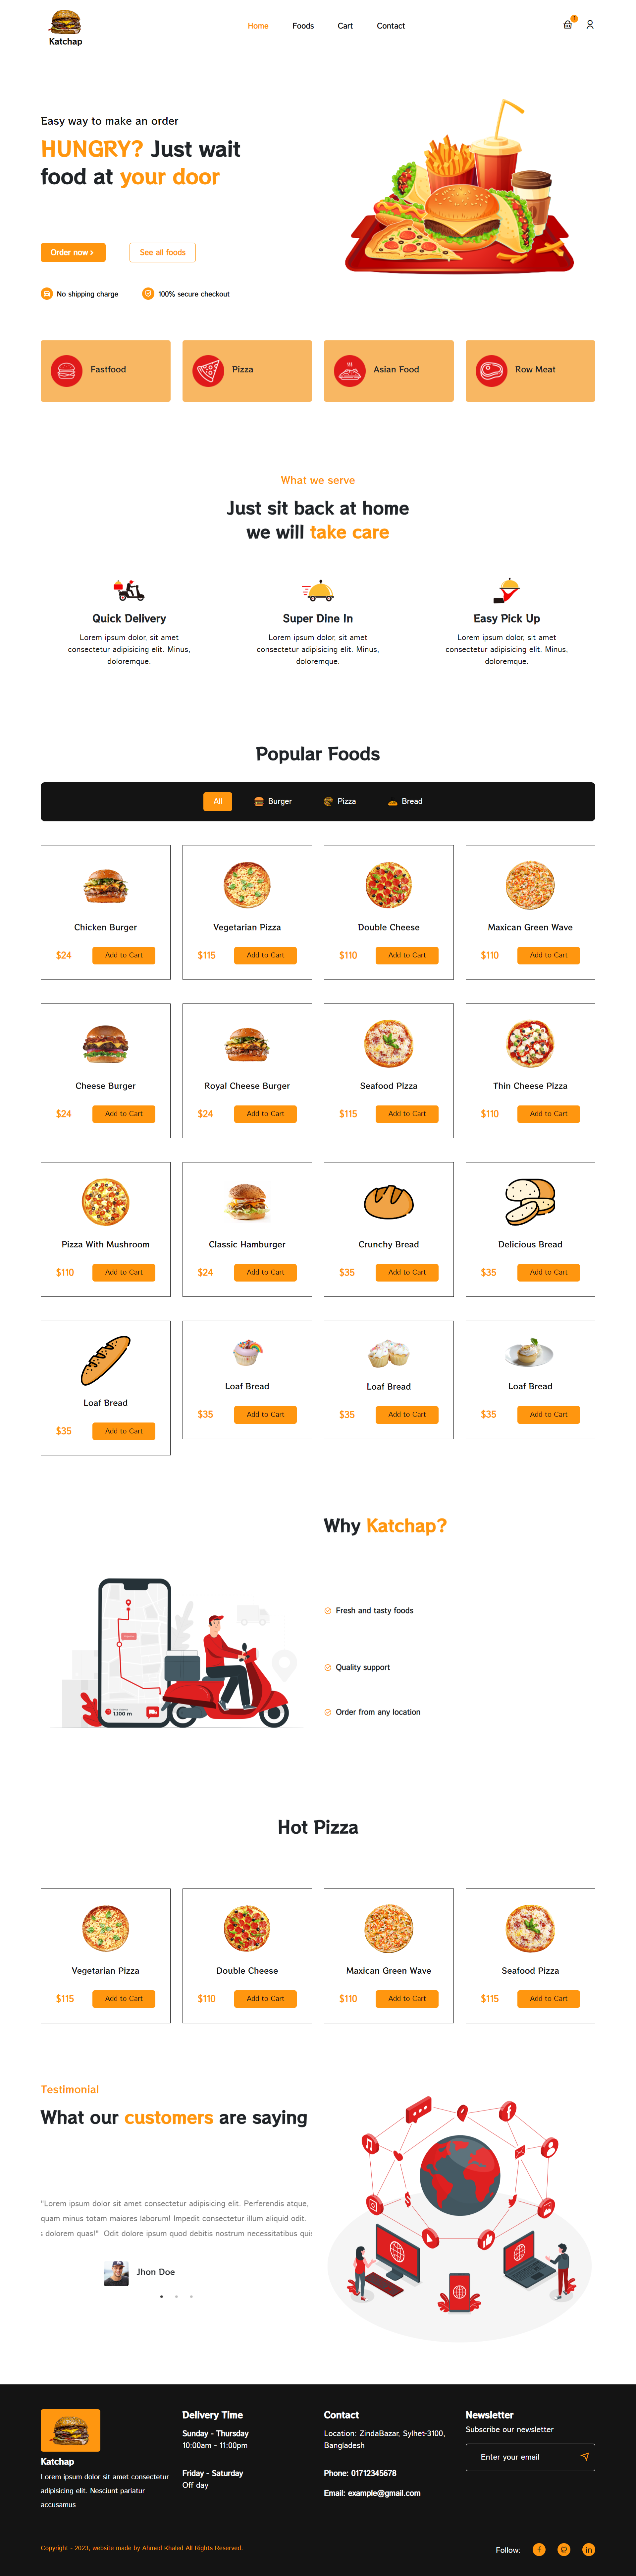 Katchap
Home
Foods
Cart
Contact
1
Easy way to make an order
HUNGRY? Just wait
food at your door
Order now
See all foods
No shipping charge
100% secure checkout
Fastfood
Pizza
Asian Food
Row Meat
What we serve
Just sit back at home
we will take care
Quick Delivery
Lorem ipsum dolor, sit amet
consectetur adipisicing elit. Minus,
doloremque.
Super Dine In
Lorem ipsum dolor, sit amet
consectetur adipisicing elit. Minus,
doloremque.
Easy Pick Up
Lorem ipsum dolor, sit amet
consectetur adipisicing elit. Minus,
doloremque.
Popular Foods
All
Burger
Pizza
Bread
Chicken Burger
$24
Add to Cart
Vegetarian Pizza
$115
Add to Cart
Double Cheese
$110
Add to Cart
Maxican Green Wave
$110
Add to Cart
Cheese Burger
$24
Add to Cart
Royal Cheese Burger
$24
Add to Cart
Seafood Pizza
$115
Add to Cart
Thin Cheese Pizza
$110
Add to Cart
Pizza With Mushroom
$110
Add to Cart
Classic Hamburger
$24
Add to Cart
Crunchy Bread
$35
Add to Cart
Delicious Bread
$35
Add to Cart
Loaf Bread
$35
Add to Cart
Loaf Bread
$35
Add to Cart
Loaf Bread
$35
Add to Cart
Loaf Bread
$35
Add to Cart
1,100 m
Why Katchap?
Fresh and tasty foods
Quality support
Order from any location
Hot Pizza
Vegetarian Pizza
$115
Add to Cart
Double Cheese
$110
Add to Cart
Maxican Green Wave
$110
Add to Cart
Seafood Pizza
$115
Add to Cart
Testimonial
What our customers are saying
"Lorem ipsum dolor sit amet consectetur adipisicing elit. Perferendis atque,
quam minus totam maiores laborum! Impedit consectetur illum aliquid odit.
dolorem quas!" Odit dolore ipsum quod debitis nostrum necessitatibus quis
Jhon Doe
Katchap
Lorem ipsum dolor sit amet consectetur
adipisicing elit. Nesciunt pariatur
accusamus
Delivery Time
Sunday - Thursday
10:00am - 11:00pm
Friday - Saturday
Off day
Contact
Location: ZindaBazar, Sylhet-3100,
Bangladesh
Phone: 01712345678
Email: example@gmail.com
Newsletter
Subscribe our newsletter
Enter your email
Copyright - 2023, website made by Ahmed Khaled All Rights Reserved.
Follow: